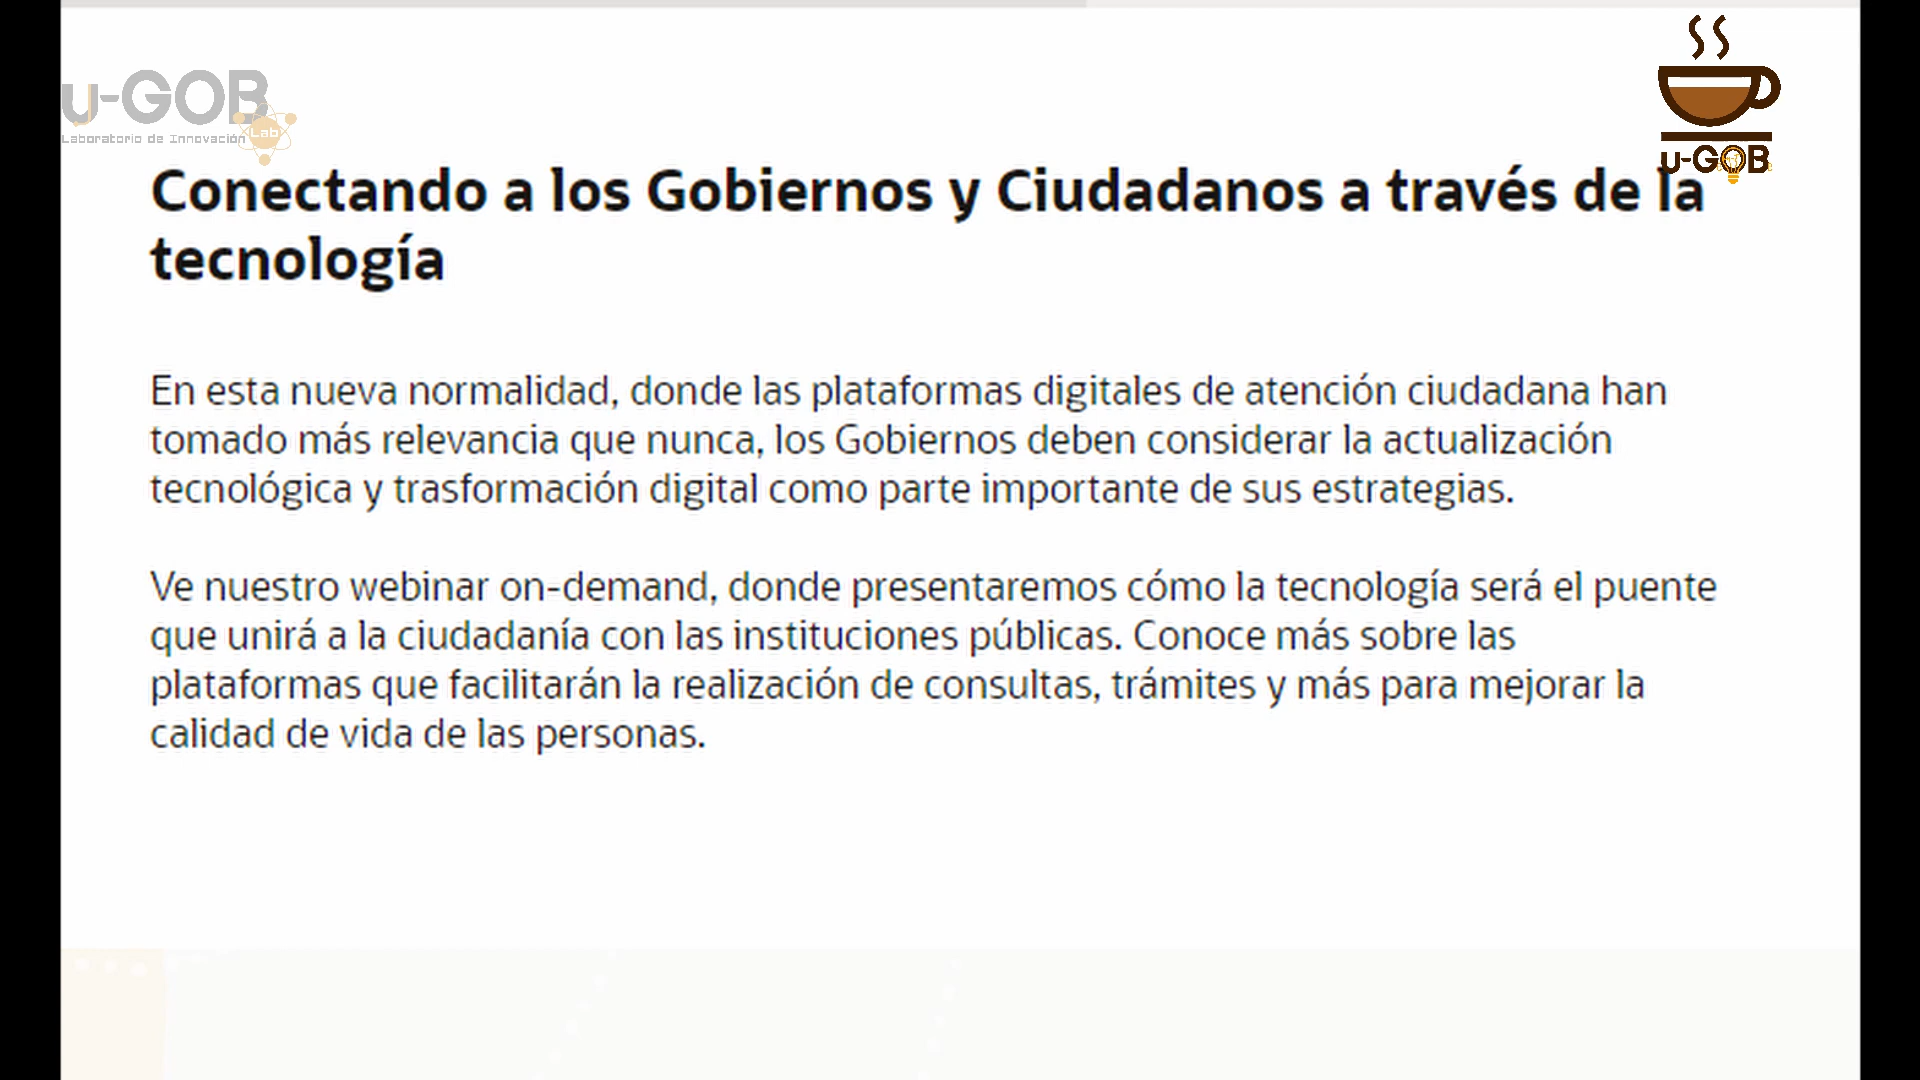 u-GOB
Laboratorio de Innovación
Lab
u-GOB
Conectando a los Gobiernos y Ciudadanos a través de la
tecnología
En esta nueva normalidad, donde las plataformas digitales de atención ciudadana han
tomado más relevancia que nunca, los Gobiernos deben considerar la actualización
tecnológica y trasformación digital como parte importante de sus estrategias.
Ve nuestro webinar on-demand, donde presentaremos cómo la tecnología será el puente
que unirá a la ciudadanía con las instituciones públicas. Conoce más sobre las
plataformas que facilitarán la realización de consultas, trámites y más para mejorar la
calidad de vida de las personas.